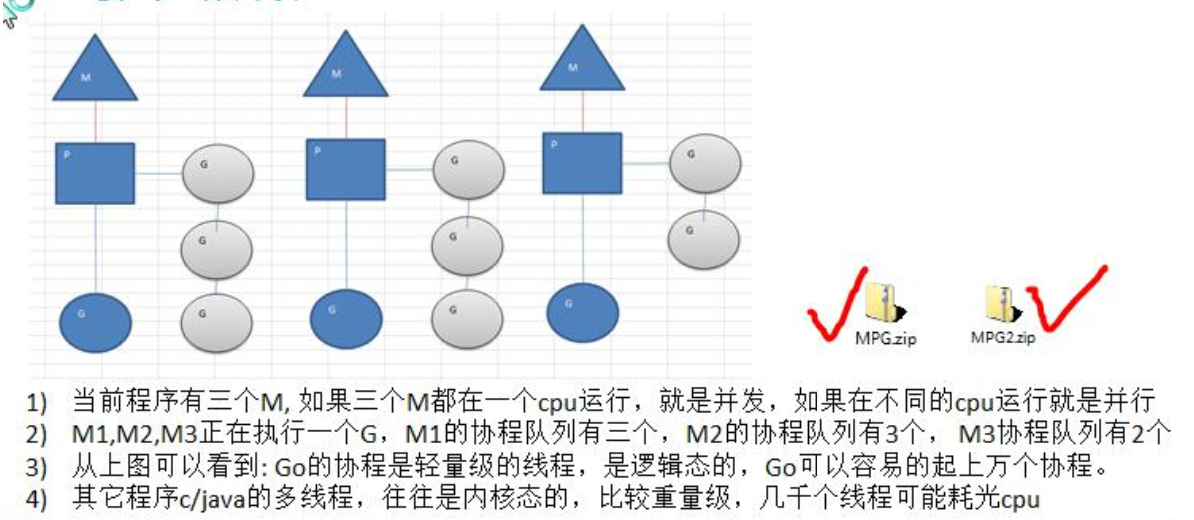 M
M
M
P
P
P
G
G
G
G
G
G
G
G
G
G
G
MPG.zip
MPG2.zip
1) 当前程序有三个M, 如果三个M都在一个cpu运行，就是并发，如果在不同的cpu运行就是并行
2) M1,M2,M3正在执行一个G，M1的协程队列有三个，M2的协程队列有3个， M3协程队列有2个
3) 从上图可以看到: Go的协程是轻量级的线程，是逻辑态的，Go可以容易的起上万个协程。
4) 其它程序c/java的多线程，往往是内核态的，比较重量级，几千个线程可能耗光cpu